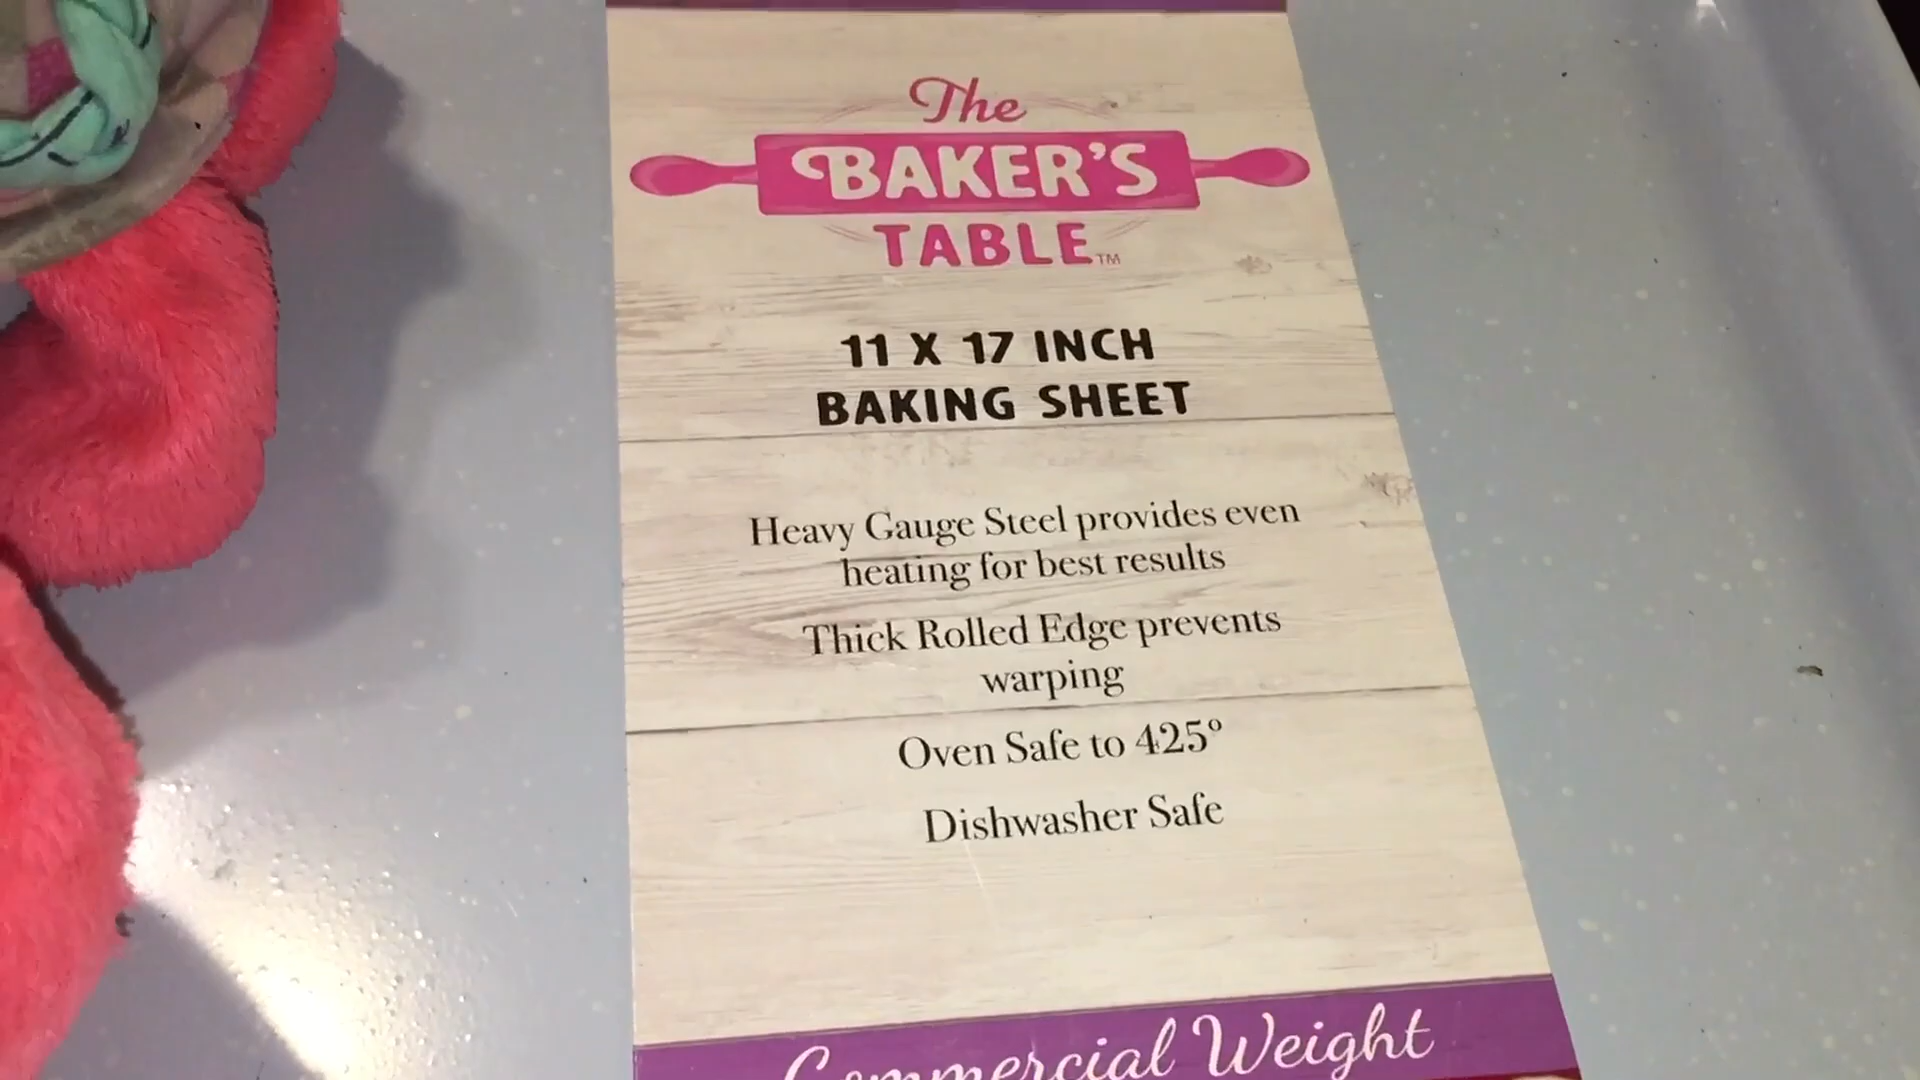 The
BAKER'S
TABLE™
11 X 17 INCH
BAKING SHEET
Heavy Gauge Steel provides even
heating for best results
Thick Rolled Edge prevents
warping
Oven Safe to 425°
Dishwasher Safe
Commercial Weight